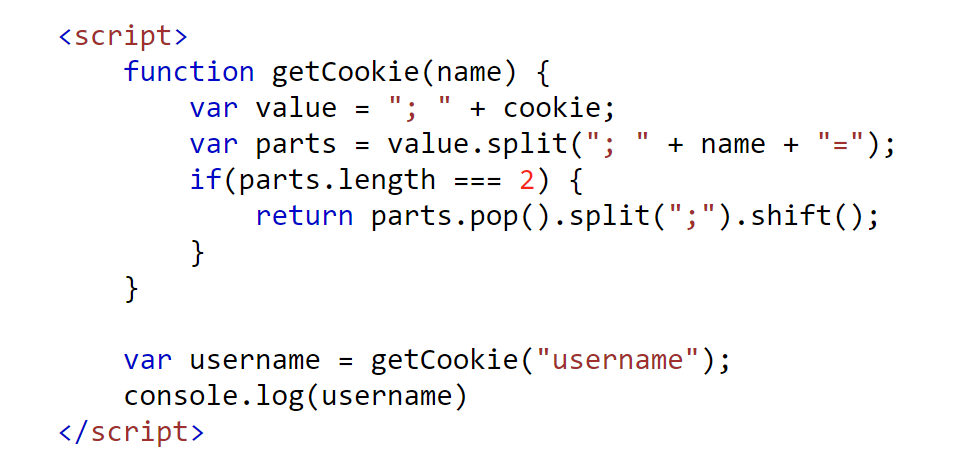 <script>
function getCookie(name) {
var value = "; " + cookie;
var parts = value.split("; " + name + "=");
if(parts.length === 2) {
return parts.pop().split(";").shift();
}
}
var username = getCookie("username");
console.log(username)
</script>